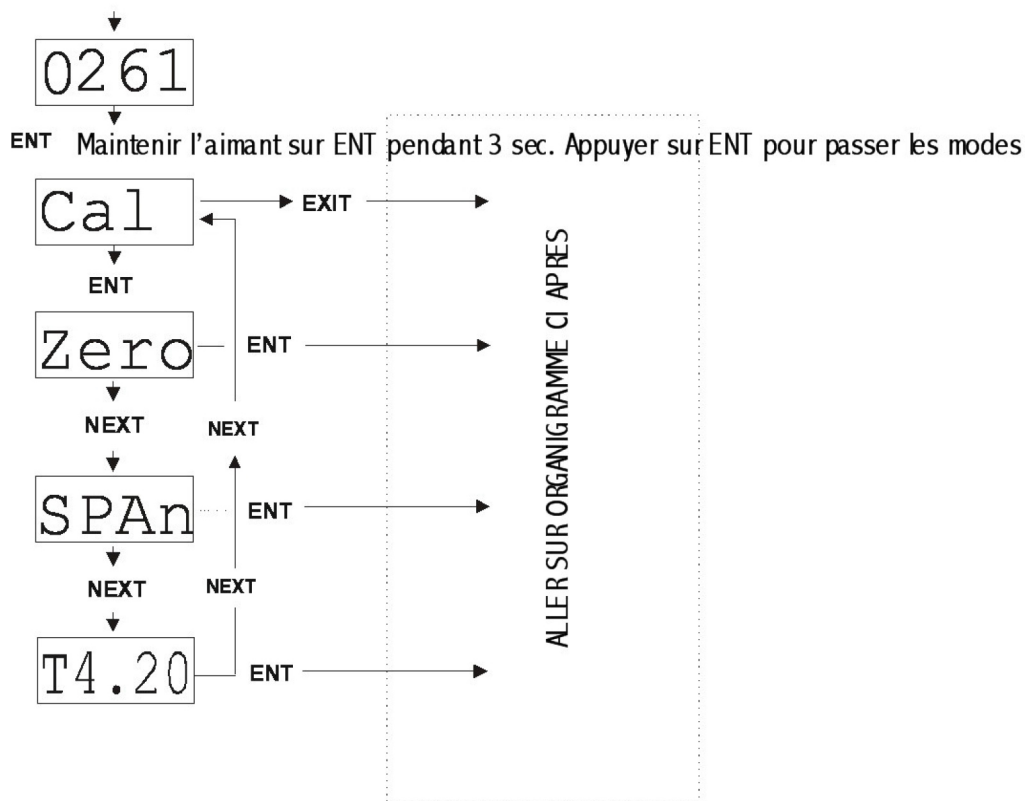 0261
ENT Maintenir l'aimant sur ENT pendant 3 sec. Appuyer sur ENT pour passer les modes
Cal
EXIT
ENT
Zero
ENT
NEXT
NEXT
SPAn
ENT
NEXT
NEXT
T4.20
ENT
ALLER SUR ORGANIGRAMME CI APRES